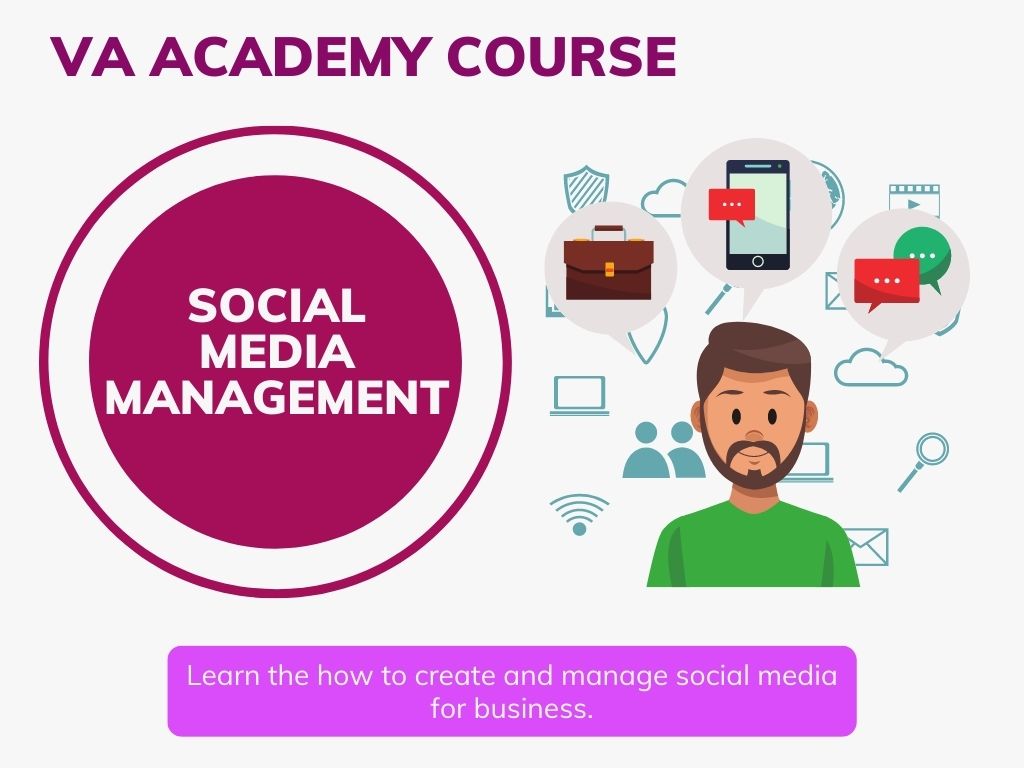 VA ACADEMY COURSE
SOCIAL
MEDIA
MANAGEMENT
Learn the how to create and manage social media
for business.